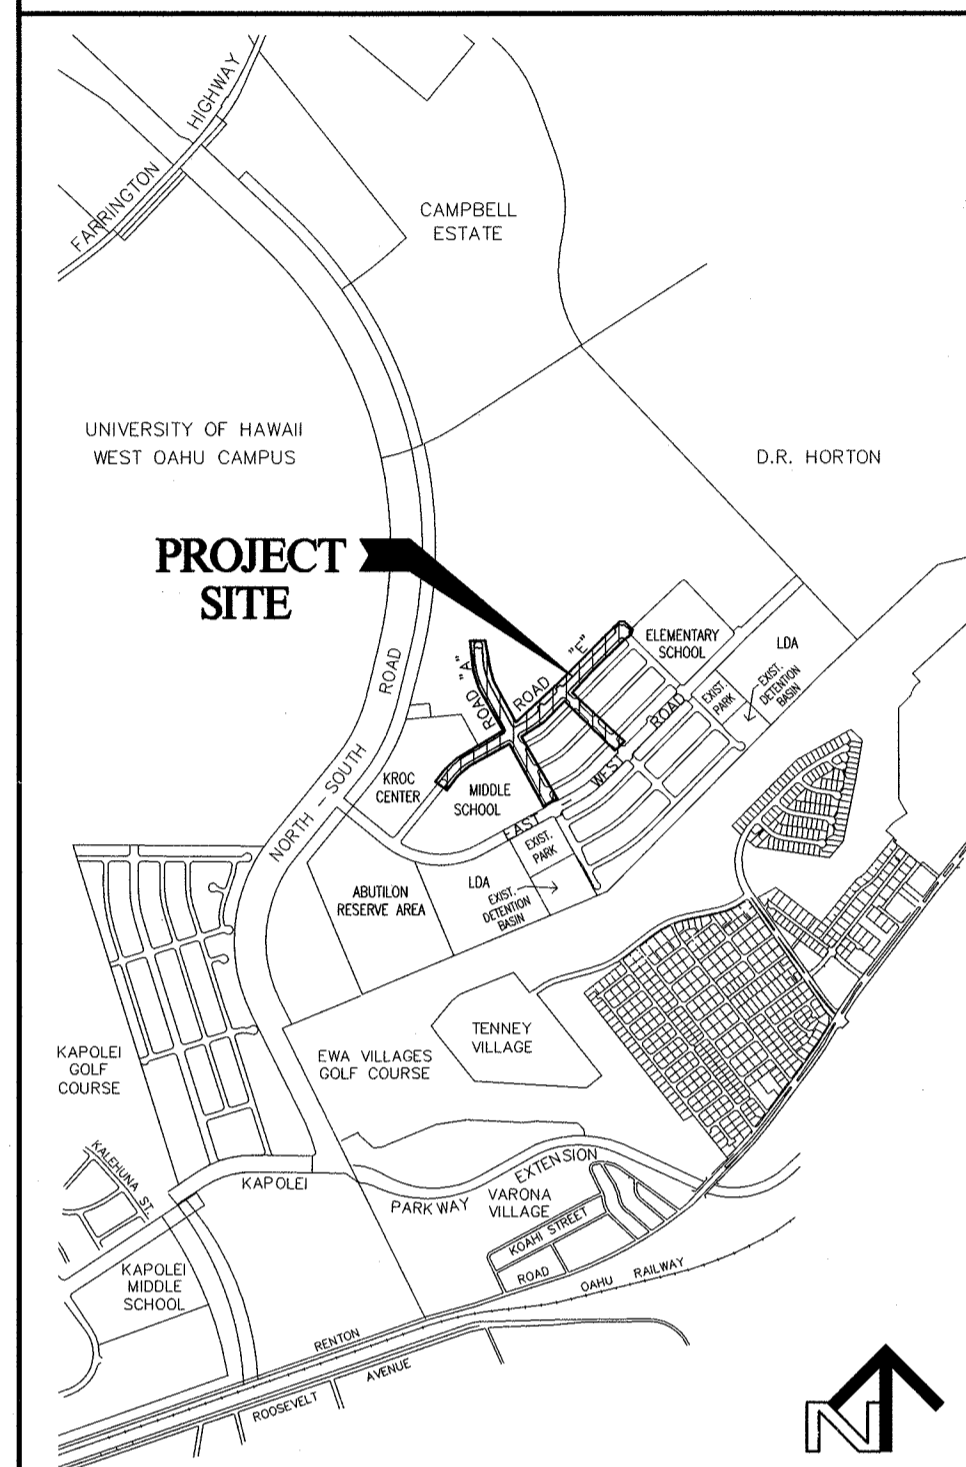 FARRINGTON HIGHWAY
CAMPBELL
ESTATE
UNIVERSITY OF HAWAII
WEST OAHU CAMPUS
D.R. HORTON
PROJECT
SITE
ROAD "A"
ROAD "E"
ELEMENTARY
SCHOOL
LDA
EXIST.
DETENTION
BASIN
EXIST.
PARK
NORTH - SOUTH ROAD
KROC
CENTER
MIDDLE
SCHOOL
EAST WEST ROAD
EXIST.
PARK
ABUTILON
RESERVE AREA
LDA
EXIST.
DETENTION
BASIN
TENNEY
VILLAGE
KAPOLEI
GOLF
COURSE
EWA VILLAGES
GOLF COURSE
KALEHUNA ST.
KAPOLEI PARKWAY EXTENSION
VARONA
VILLAGE
KOAHI STREET
KAPOLEI
MIDDLE
SCHOOL
RENTON ROAD
OAHU RAILWAY
ROOSEVELT AVENUE
N